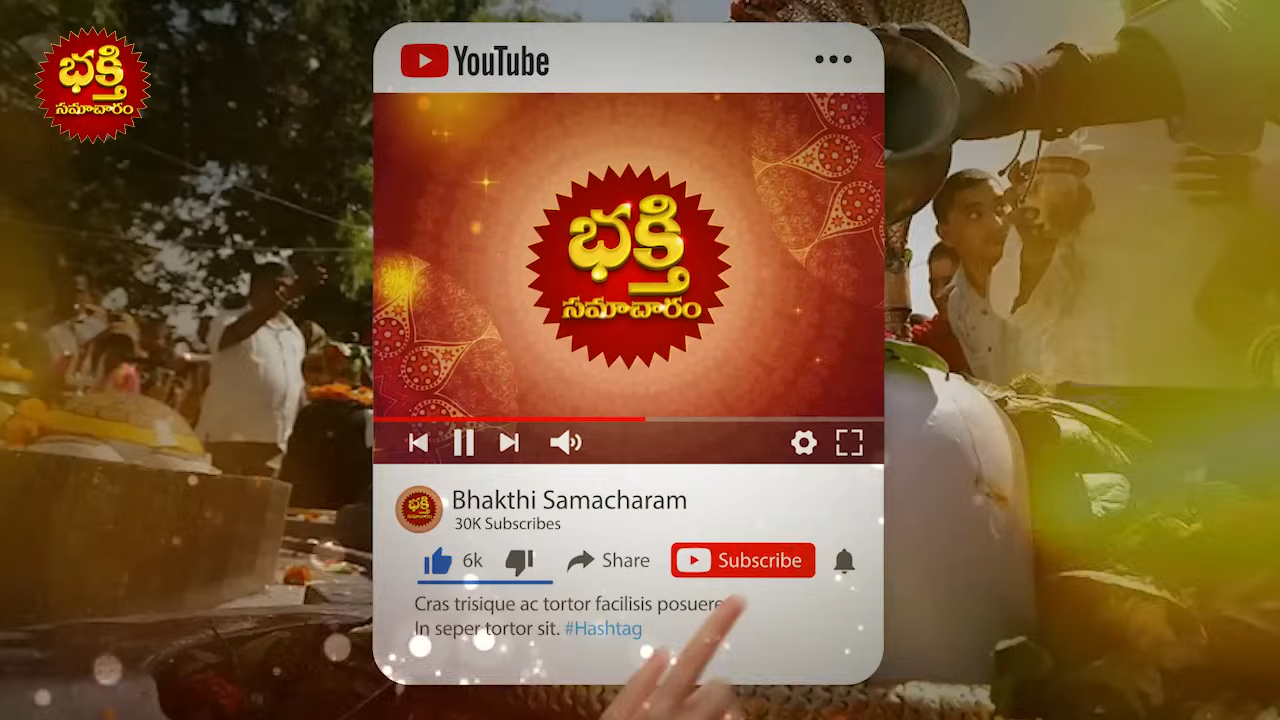 భక్తి
సమాచారం
YouTube
భక్తి
సమాచారం
భక్తి
Bhakthi Samacharam
30K Subscribes
6k
Share
Subscribe
Cras trisique ac tortor facilisis posuere
In seper tortor sit. #Hashtag